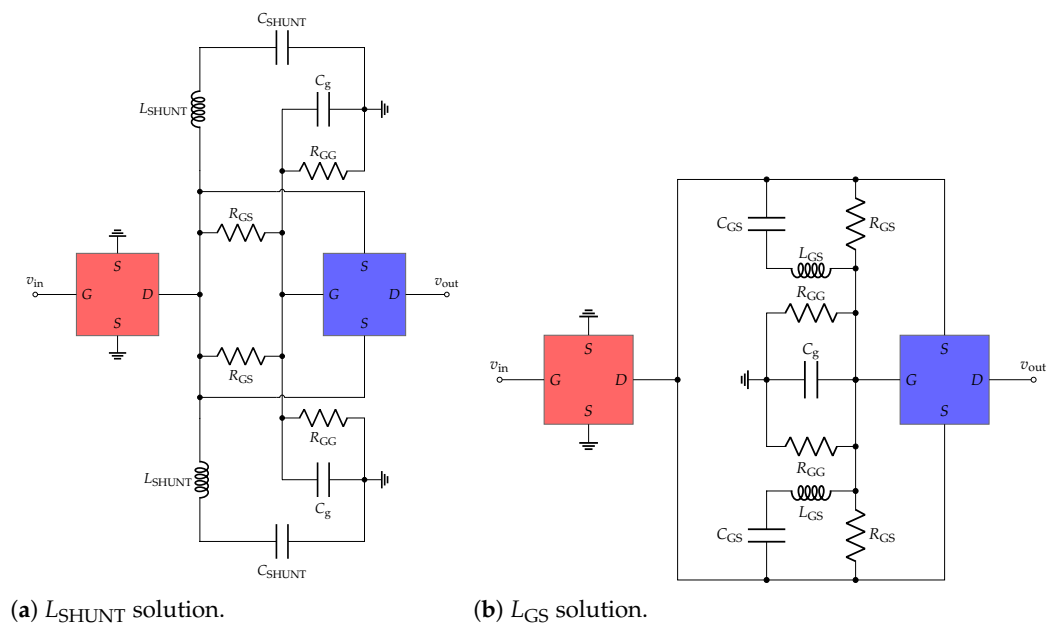 C_SHUNT
C_g
L_SHUNT
R_GG
R_GS
S
v_in
G
D
S
S
G
D
S
v_out
R_GS
R_GG
L_SHUNT
C_g
C_SHUNT
(a) L_SHUNT solution.
C_GS
R_GS
L_GS
R_GG
C_g
S
v_in
G
D
S
S
G
D
S
v_out
R_GG
L_GS
C_GS
R_GS
(b) L_GS solution.